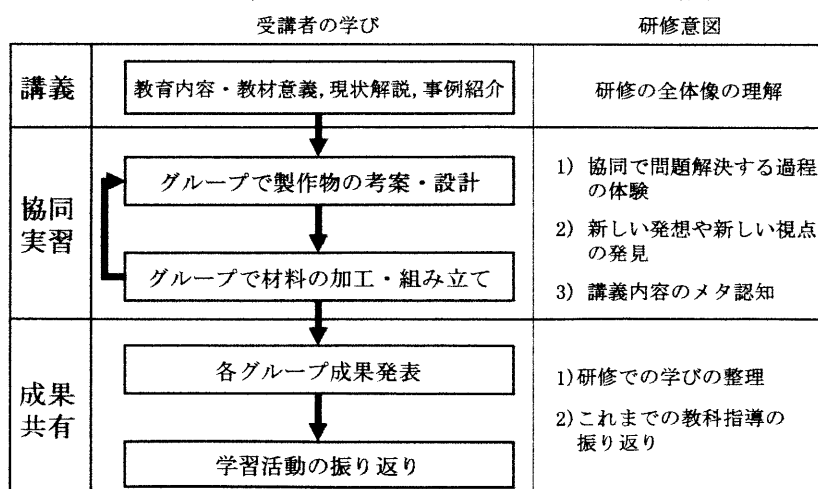 受講者の学び 研修意図
講義
教育内容・教材意義,現状解説,事例紹介
研修の全体像の理解
協同
実習
グループで製作物の考案・設計
グループで材料の加工・組み立て
1) 協同で問題解決する過程
の体験
2) 新しい発想や新しい視点
の発見
3) 講義内容のメタ認知
成果
共有
各グループ成果発表
学習活動の振り返り
1)研修での学びの整理
2)これまでの教科指導の
振り返り